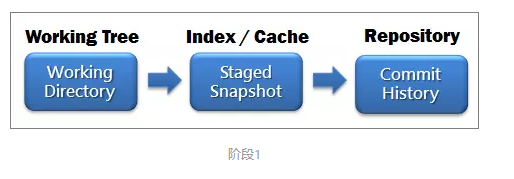 Working Tree
Index / Cache
Repository
Working
Directory
Staged
Snapshot
Commit
History
阶段1